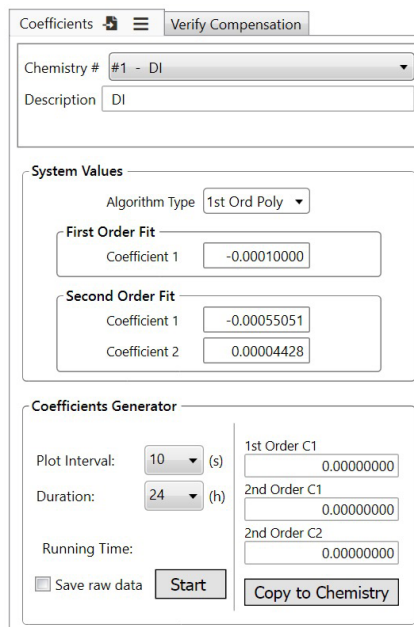 Coefficients
Verify Compensation
Chemistry # #1 - DI
Description DI
System Values
Algorithm Type 1st Ord Poly
First Order Fit
Coefficient 1 -0.00010000
Second Order Fit
Coefficient 1 -0.00055051
Coefficient 2 0.00004428
Coefficients Generator
Plot Interval: 10 (s)
Duration: 24 (h)
Running Time:
Save raw data Start
1st Order C1
0.00000000
2nd Order C1
0.00000000
2nd Order C2
0.00000000
Copy to Chemistry